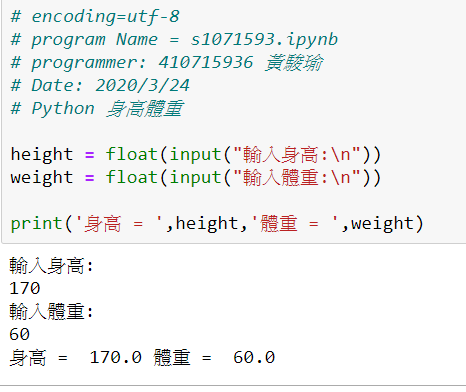 # encoding=utf-8
# program Name = s1071593.ipynb
# programmer: 410715936 黃駿瑜
# Date: 2020/3/24
# Python 身高體重
height = float(input("輸入身高:\n"))
weight = float(input("輸入體重:\n"))
print('身高 = ',height,'體重 = ',weight)
輸入身高:
170
輸入體重:
60
身高 =  170.0 體重 =  60.0